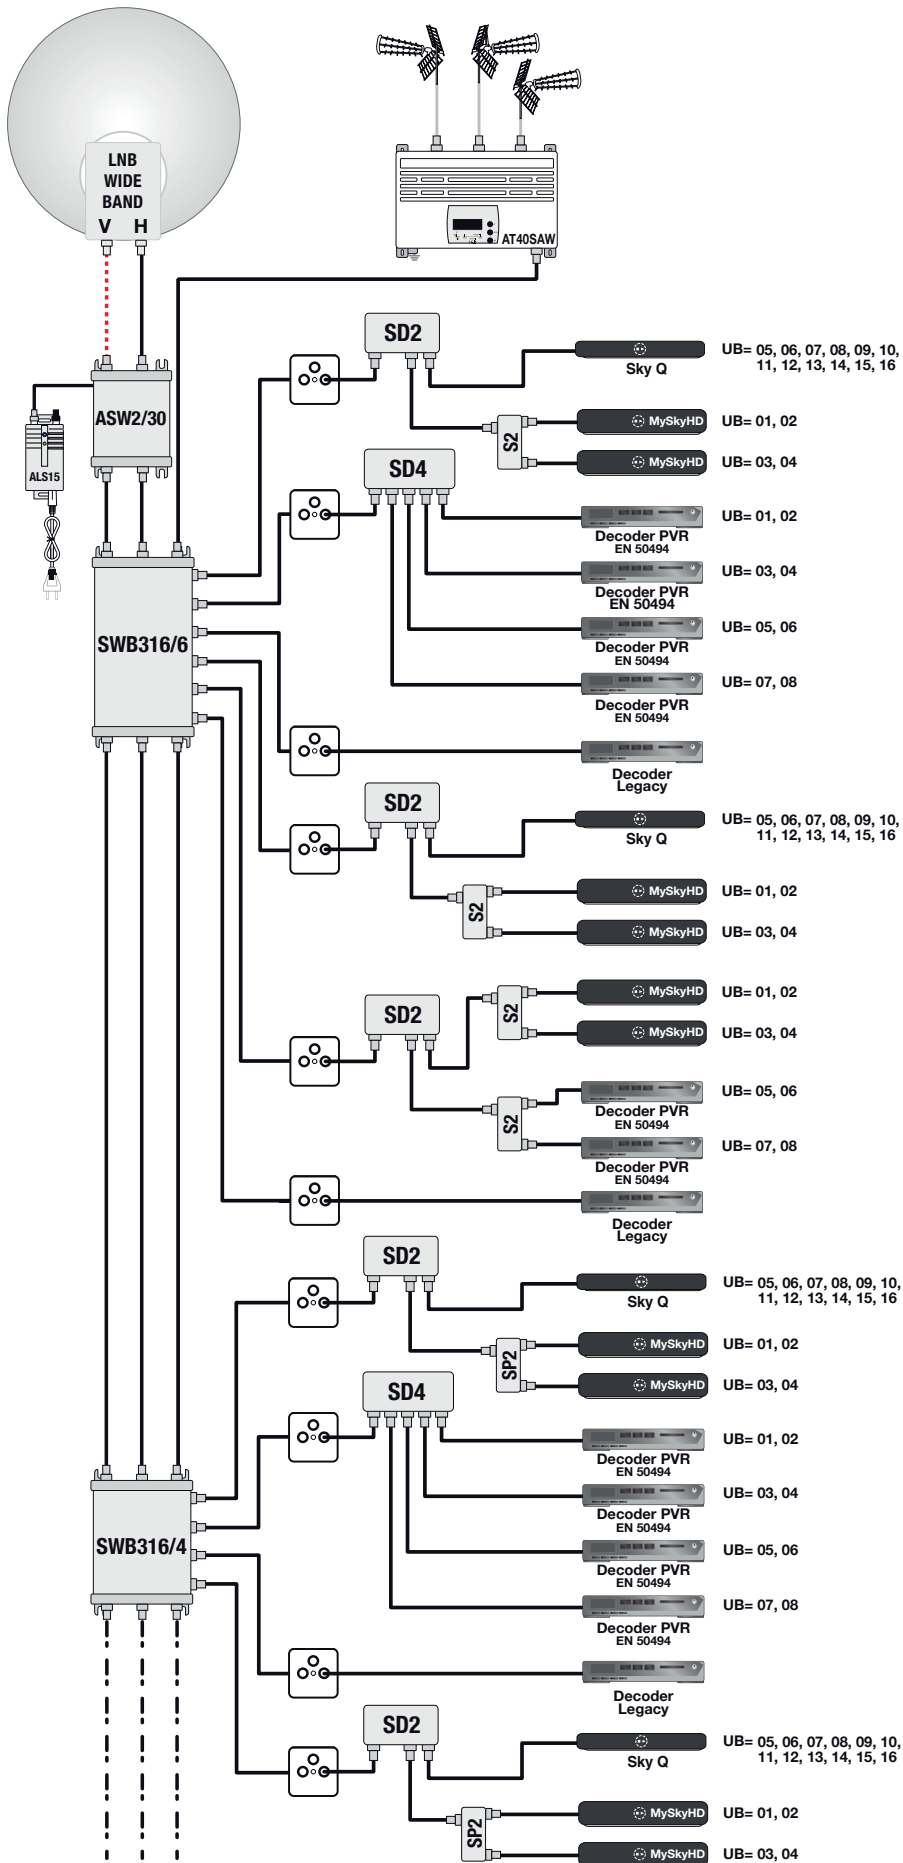 LNB
WIDE
BAND
V H
AT40SAW
SD2
Sky Q
UB= 05, 06, 07, 08, 09, 10,
11, 12, 13, 14, 15, 16
ASW2/30
ALS15
S2
MySkyHD
UB= 01, 02
MySkyHD
UB= 03, 04
SD4
UB= 01, 02
Decoder PVR
EN 50494
UB= 03, 04
Decoder PVR
EN 50494
SWB316/6
UB= 05, 06
Decoder PVR
EN 50494
UB= 07, 08
Decoder PVR
EN 50494
Decoder
Legacy
SD2
Sky Q
UB= 05, 06, 07, 08, 09, 10,
11, 12, 13, 14, 15, 16
S2
MySkyHD
UB= 01, 02
MySkyHD
UB= 03, 04
SD2
S2
MySkyHD
UB= 01, 02
MySkyHD
UB= 03, 04
S2
UB= 05, 06
Decoder PVR
EN 50494
UB= 07, 08
Decoder PVR
EN 50494
Decoder
Legacy
SD2
Sky Q
UB= 05, 06, 07, 08, 09, 10,
11, 12, 13, 14, 15, 16
SP2
MySkyHD
UB= 01, 02
MySkyHD
UB= 03, 04
SD4
UB= 01, 02
Decoder PVR
EN 50494
UB= 03, 04
Decoder PVR
EN 50494
SWB316/4
UB= 05, 06
Decoder PVR
EN 50494
UB= 07, 08
Decoder PVR
EN 50494
Decoder
Legacy
SD2
Sky Q
UB= 05, 06, 07, 08, 09, 10,
11, 12, 13, 14, 15, 16
SP2
MySkyHD
UB= 01, 02
MySkyHD
UB= 03, 04